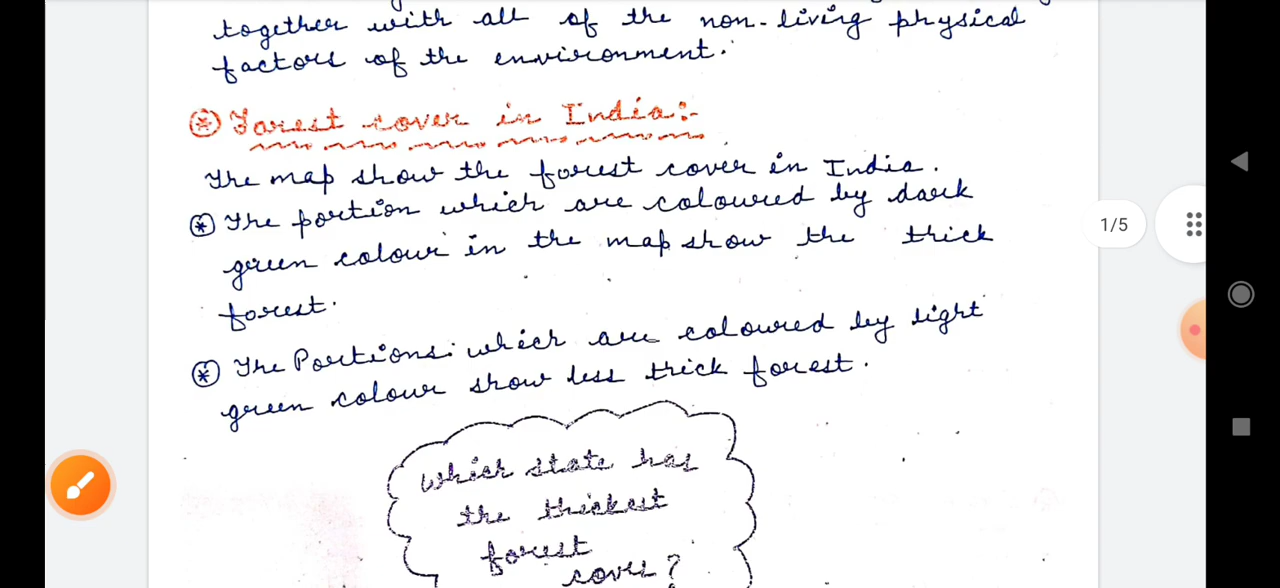 together with all of the non-living physical
factors of the environment.
Forest cover in India:-
The map show the forest cover in India.
The portion which are coloured by dark
green colour in the map show the thick
forest.
The Portions which are coloured by light
green colour show less thick forest.
Which state has
the thickest
forest
cover?
1/5